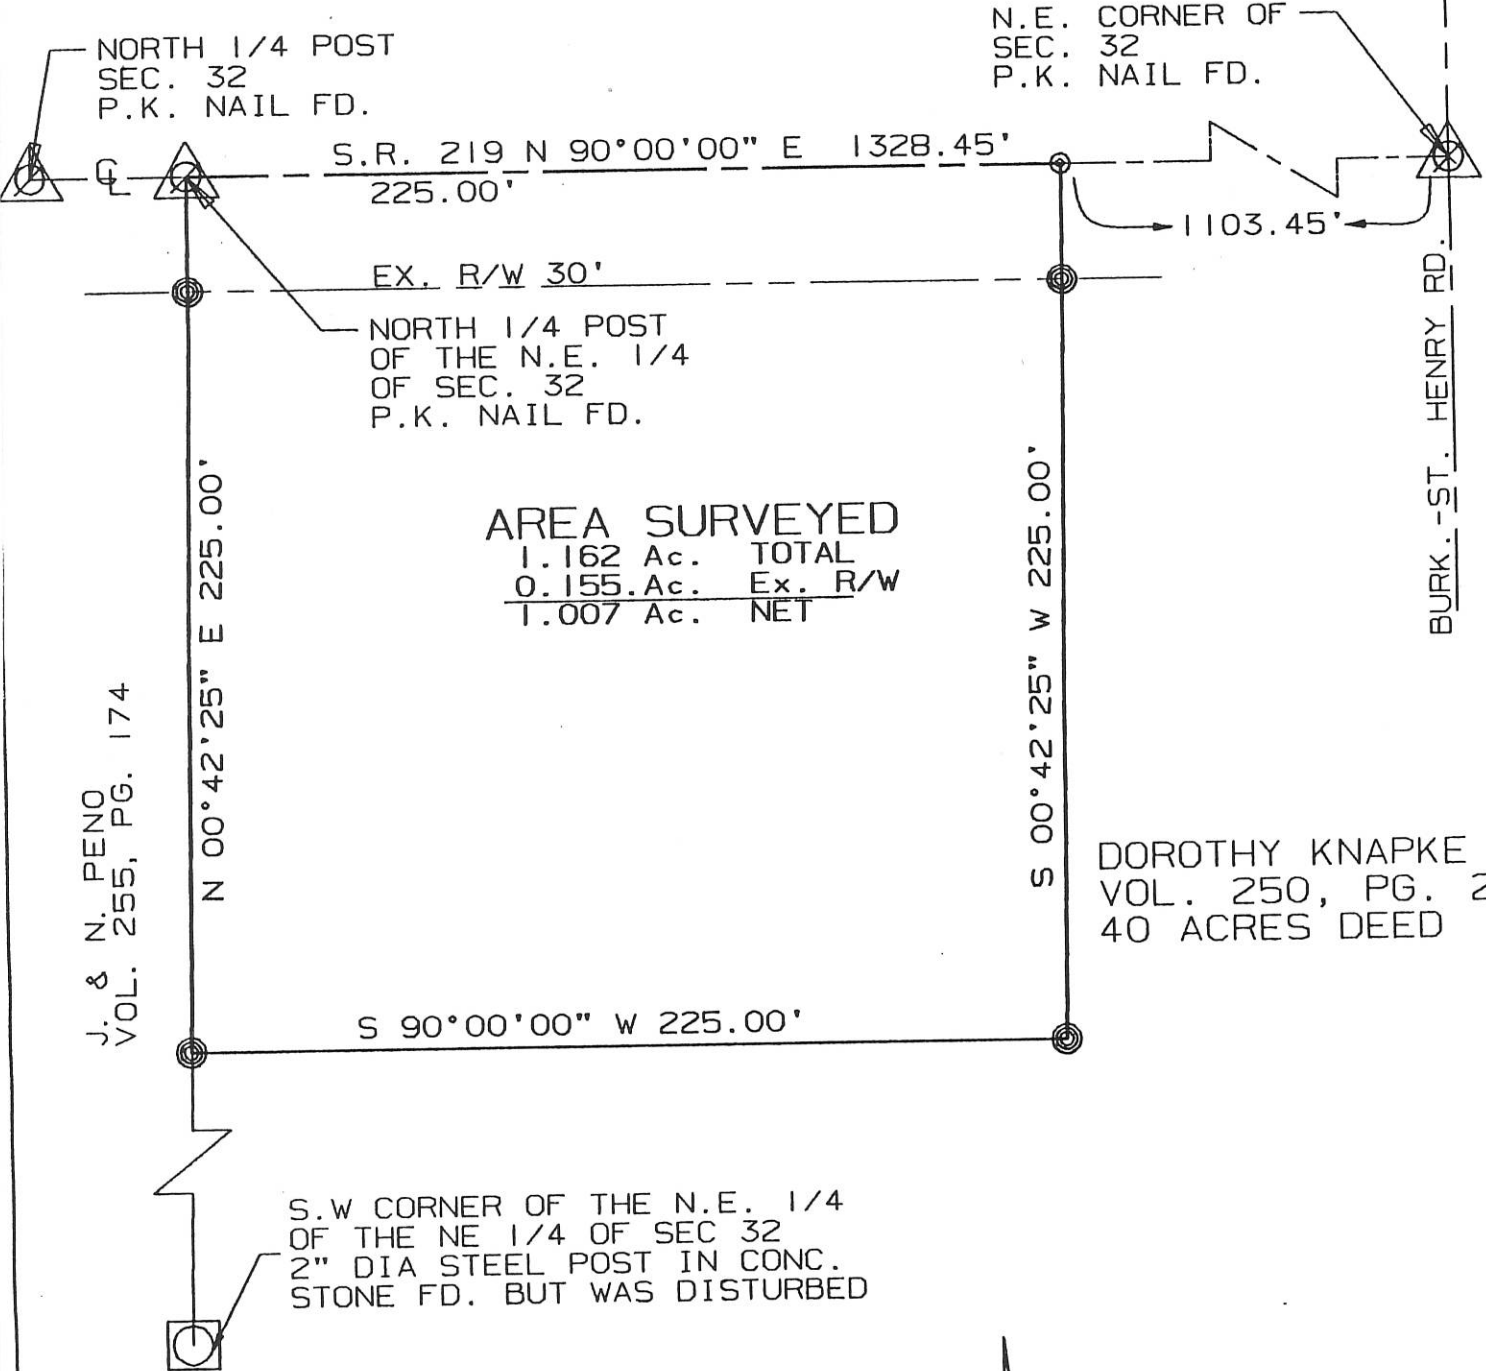 NORTH 1/4 POST
SEC. 32
P.K. NAIL FD.
N.E. CORNER OF
SEC. 32
P.K. NAIL FD.
℄
S.R. 219 N 90°00'00" E 1328.45'
225.00'
1103.45'
EX. R/W 30'
NORTH 1/4 POST
OF THE N.E. 1/4
OF SEC. 32
P.K. NAIL FD.
BURK.-ST. HENRY RD.
N 00°42'25" E 225.00'
AREA SURVEYED
1.162 Ac. TOTAL
0.155.Ac. Ex. R/W
1.007 Ac. NET
S 00°42'25" W 225.00'
J. & N. PENO
VOL. 255, PG. 174
DOROTHY KNAPKE
VOL. 250, PG. 2
40 ACRES DEED
S 90°00'00" W 225.00'
S.W CORNER OF THE N.E. 1/4
OF THE NE 1/4 OF SEC 32
2" DIA STEEL POST IN CONC.
STONE FD. BUT WAS DISTURBED